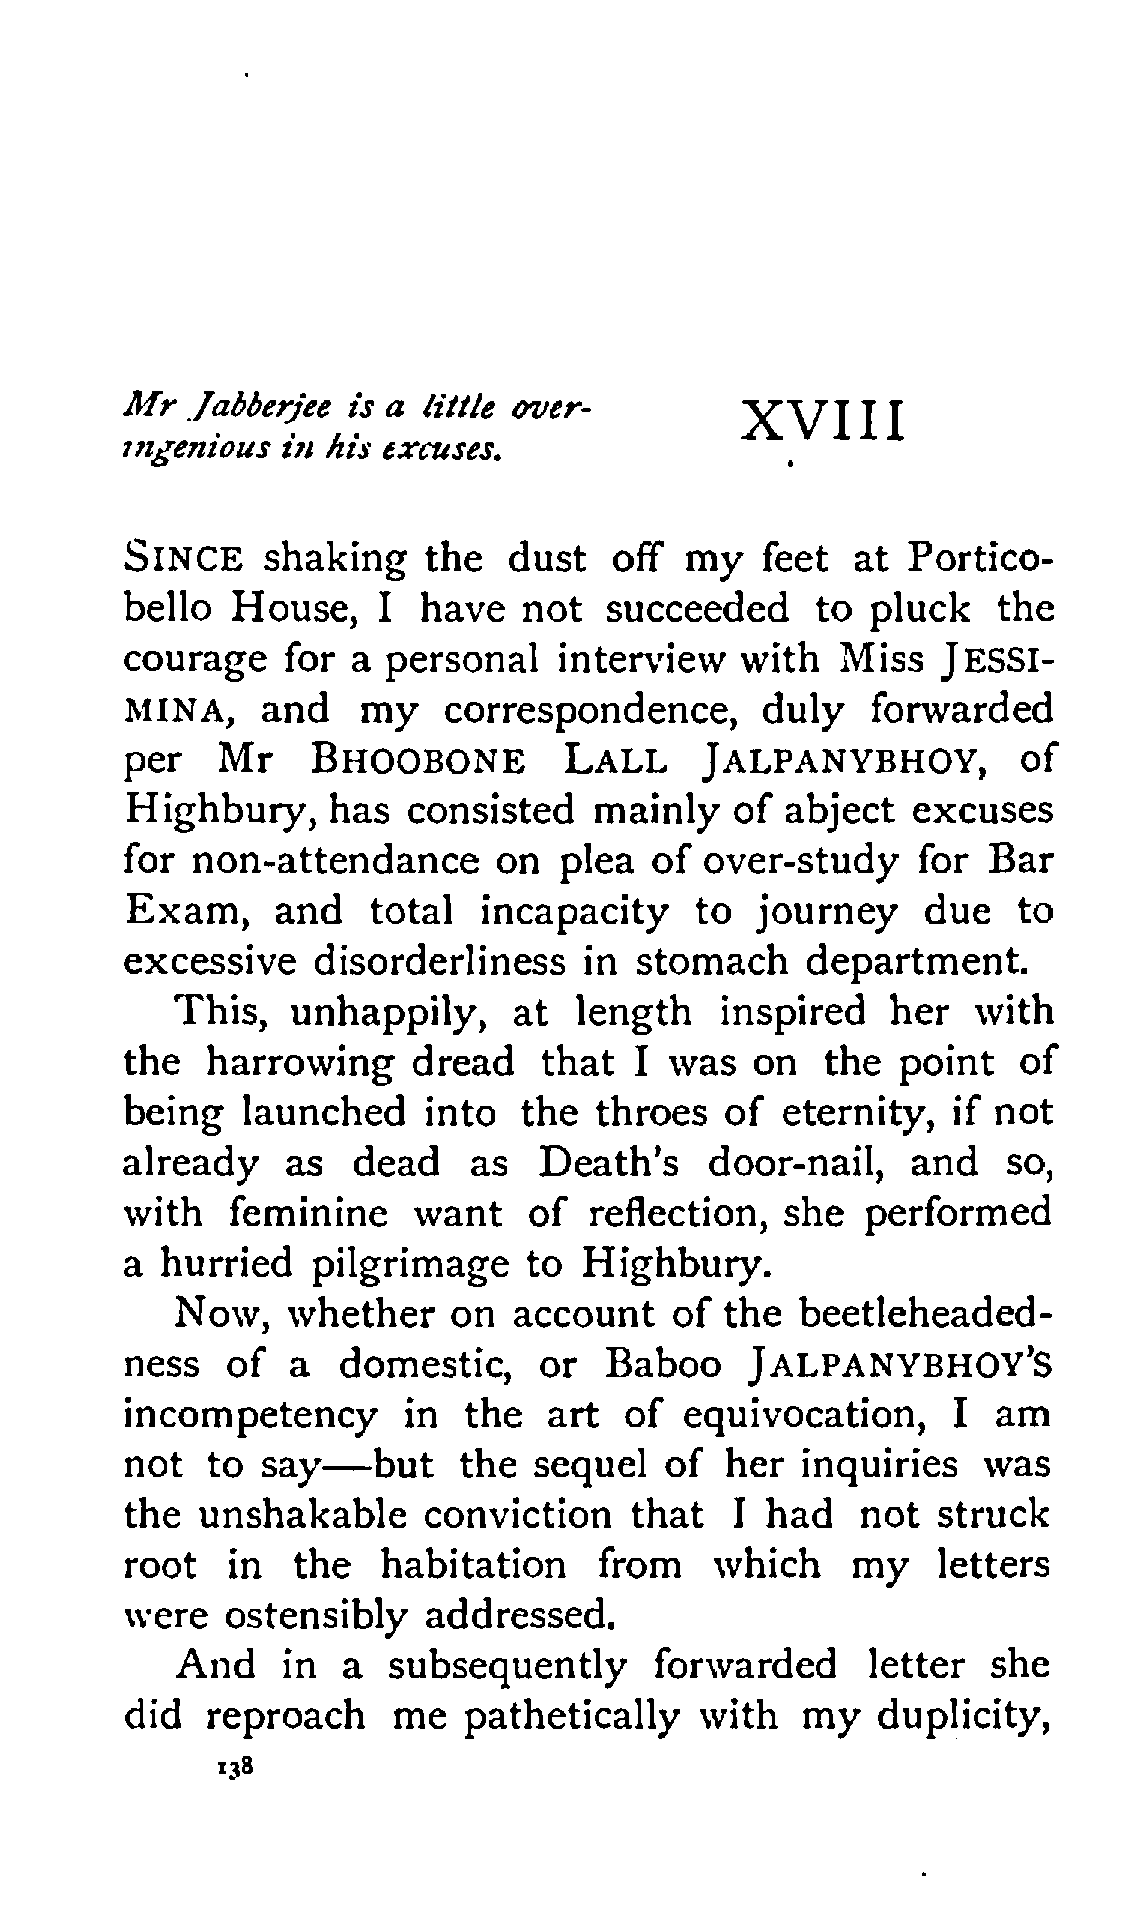 Mr Jabberjee is a little over-
ingenious in his excuses.
XVIII
SINCE shaking the dust off my feet at Portico-
bello House, I have not succeeded to pluck the
courage for a personal interview with Miss JESSI-
MINA, and my correspondence, duly forwarded
per Mr BHOOBONE LALL JALPANYBHOY, of
Highbury, has consisted mainly of abject excuses
for non-attendance on plea of over-study for Bar
Exam, and total incapacity to journey due to
excessive disorderliness in stomach department.
This, unhappily, at length inspired her with
the harrowing dread that I was on the point of
being launched into the throes of eternity, if not
already as dead as Death's door-nail, and so,
with feminine want of reflection, she performed
a hurried pilgrimage to Highbury.
Now, whether on account of the beetleheaded-
ness of a domestic, or Baboo JALPANYBHOY'S
incompetency in the art of equivocation, I am
not to say—but the sequel of her inquiries was
the unshakable conviction that I had not struck
root in the habitation from which my letters
were ostensibly addressed.
And in a subsequently forwarded letter she
did reproach me pathetically with my duplicity,
138